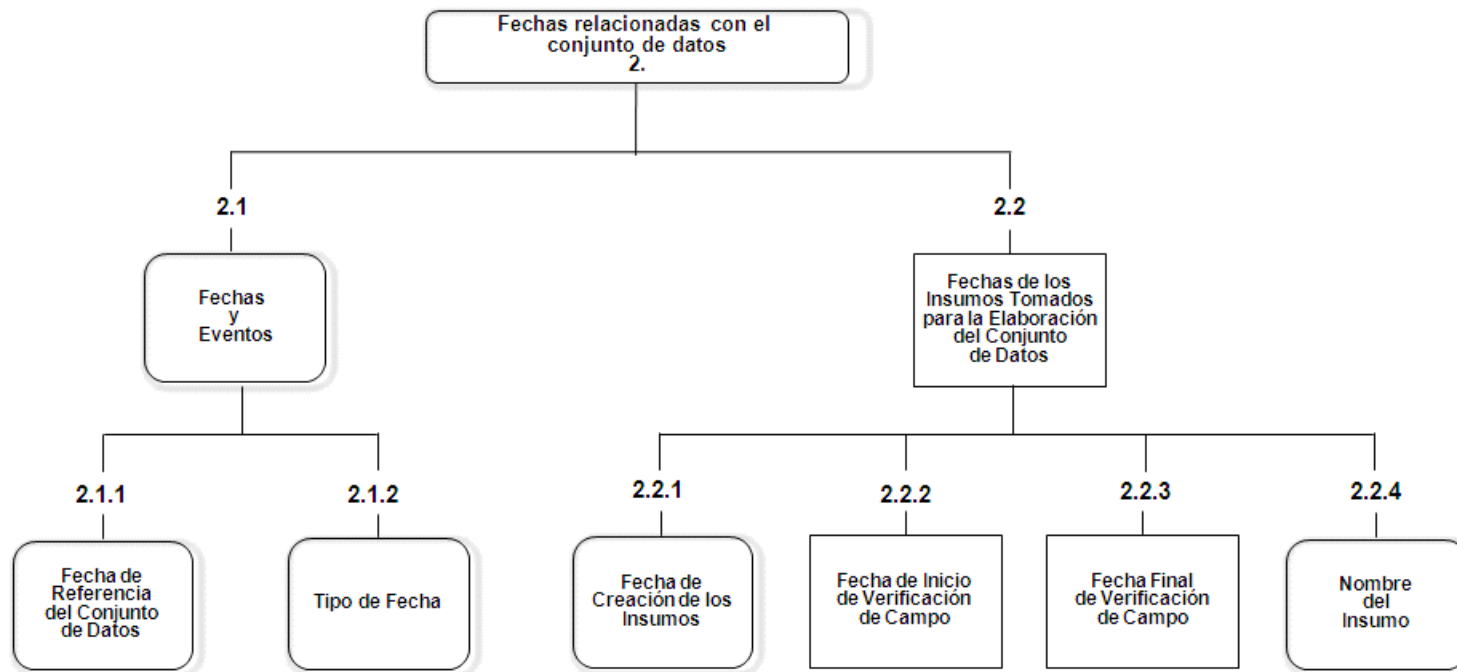 Fechas relacionadas con el
conjunto de datos
2.
2.1
2.2
Fechas
y
Eventos
Fechas de los
Insumos Tomados
para la Elaboración
del Conjunto
de Datos
2.1.1
2.1.2
2.2.1
2.2.2
2.2.3
2.2.4
Fecha de
Referencia
del Conjunto
de Datos
Tipo de Fecha
Fecha de
Creación de los
Insumos
Fecha de Inicio
de Verificación
de Campo
Fecha Final
de Verificación
de Campo
Nombre
del
Insumo